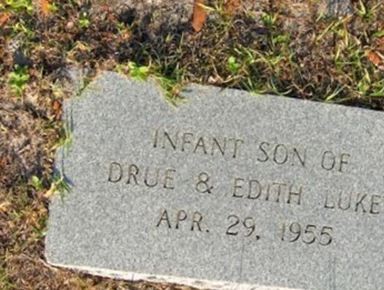 INFANT SON OF
DRUE & EDITH LUKE
APR. 29, 1955